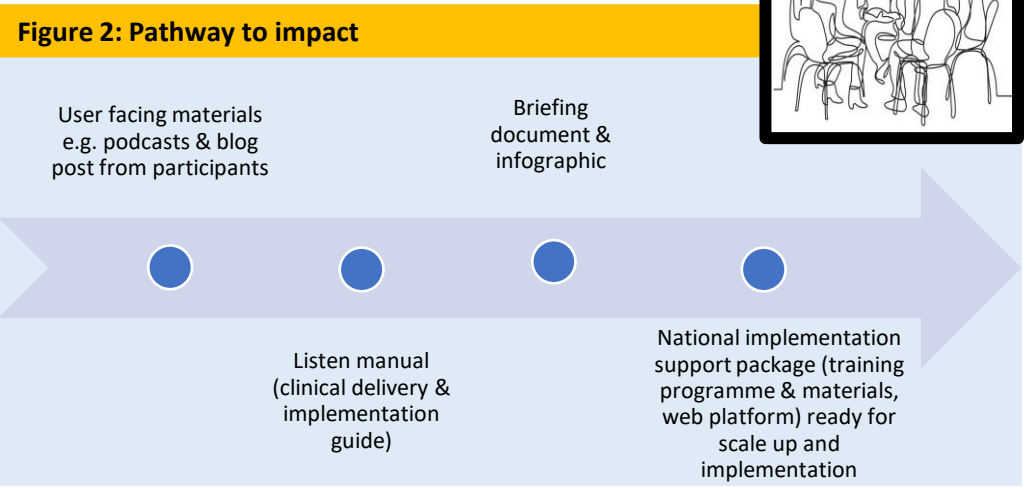 Figure 2: Pathway to impact
User facing materials
e.g. podcasts & blog
post from participants
Listen manual
(clinical delivery &
implementation
guide)
Briefing
document &
infographic
National implementation
support package (training
programme & materials,
web platform) ready for
scale up and
implementation